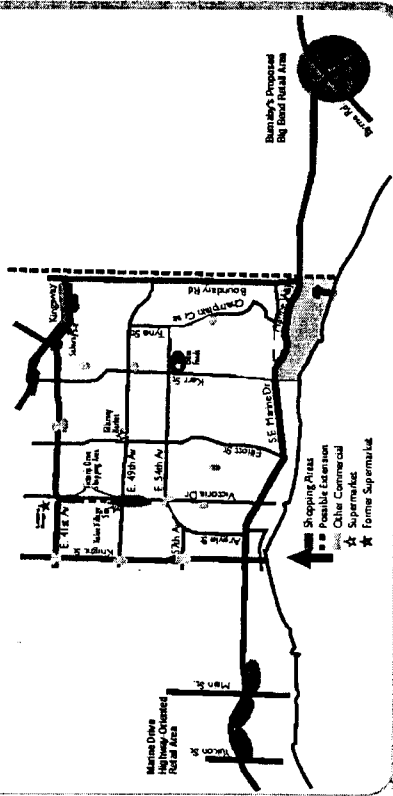 Burnaby's Proposed
Big Bend Retail Area
Byrne Rd
Kingsway
Boundary Rd
Champlain Cr
Tyne St
Kerr St
S.E. Marine Dr
Elliott St
E. 41st Av
E. 49th Av
E. 54th Av
57th Av
Victoria Dr
Argyle St
Knight St
Shopping Areas
Possible Extension
Other Commercial
Supermarket
Former Supermarket
Marine Drive
Highway-Oriented
Retail Area
Main St.
Yukon St